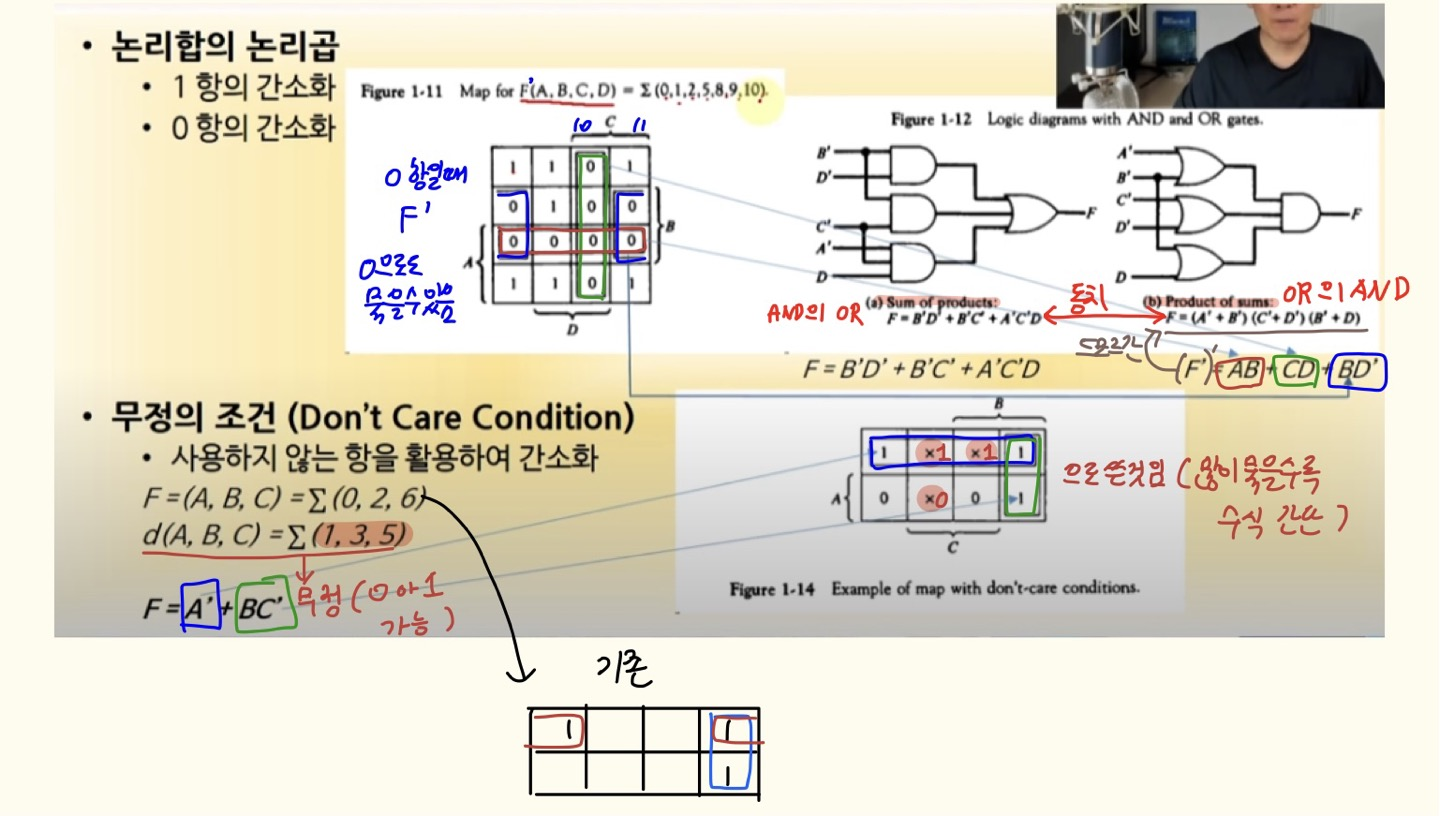 • 논리합의 논리곱
• 1 항의 간소화
• 0 항의 간소화
Figure 1-11 Map for F'(A, B, C, D) = Σ (0,1,2,5,8,9,10).
10 C 11
1 1 0 1
0 1 0 0
0 0 0 0
1 1 0 1
A
B
D
0 항일때
F'
0으로도
묶을수있음
Figure 1-12 Logic diagrams with AND and OR gates.
B'
D'
C'
A'
D
F
A'
B'
C'
D'
D
F
AND의 OR
(a) Sum of products:
F = B'D' + B'C' + A'C'D
동치
(b) Product of sums:
F = (A' + B') (C' + D') (B' + D)
OR의 AND
F = B'D' + B'C' + A'C'D
드모르간
(F')' = AB + CD + BD'
• 무정의 조건 (Don't Care Condition)
• 사용하지 않는 항을 활용하여 간소화
F = (A, B, C) = ∑ (0, 2, 6)
d(A, B, C) = ∑ (1, 3, 5)
F = A' + BC'
무정 (0 아 1
가능 )
B
1 ×1 ×1 1
A 0 ×0 0 1
C
으로 쓴것임 ( 많이 묶을수록
수식 간단 )
Figure 1-14 Example of map with don't-care conditions.
기존
1 1
1